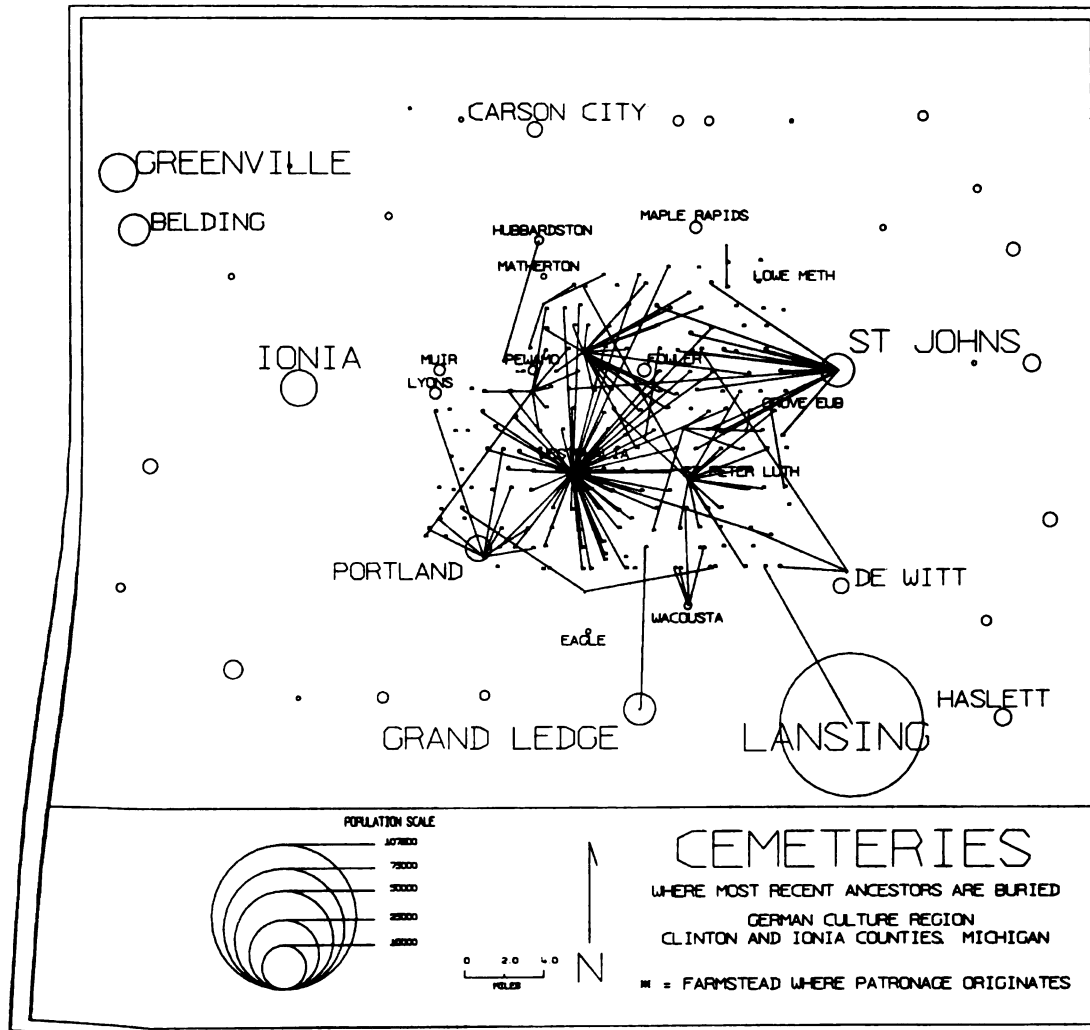 CARSON CITY
GREENVILLE
BELDING
HUBBARDSTON
MAPLE RAPIDS
MATHERTON
LOWE METH
ST JOHNS
IONIA
MUIR
PEWAMO
FOWLER
LYONS
GROVE EUB
PETER LUTH
PORTLAND
DE WITT
WACOUSTA
EAGLE
HASLETT
GRAND LEDGE
LANSING
POPULATION SCALE
75000
50000
25000
10000
0 2.0 4.0
MILES
N
CEMETERIES
WHERE MOST RECENT ANCESTORS ARE BURIED
GERMAN CULTURE REGION
CLINTON AND IONIA COUNTIES. MICHIGAN
* = FARMSTEAD WHERE PATRONAGE ORIGINATES